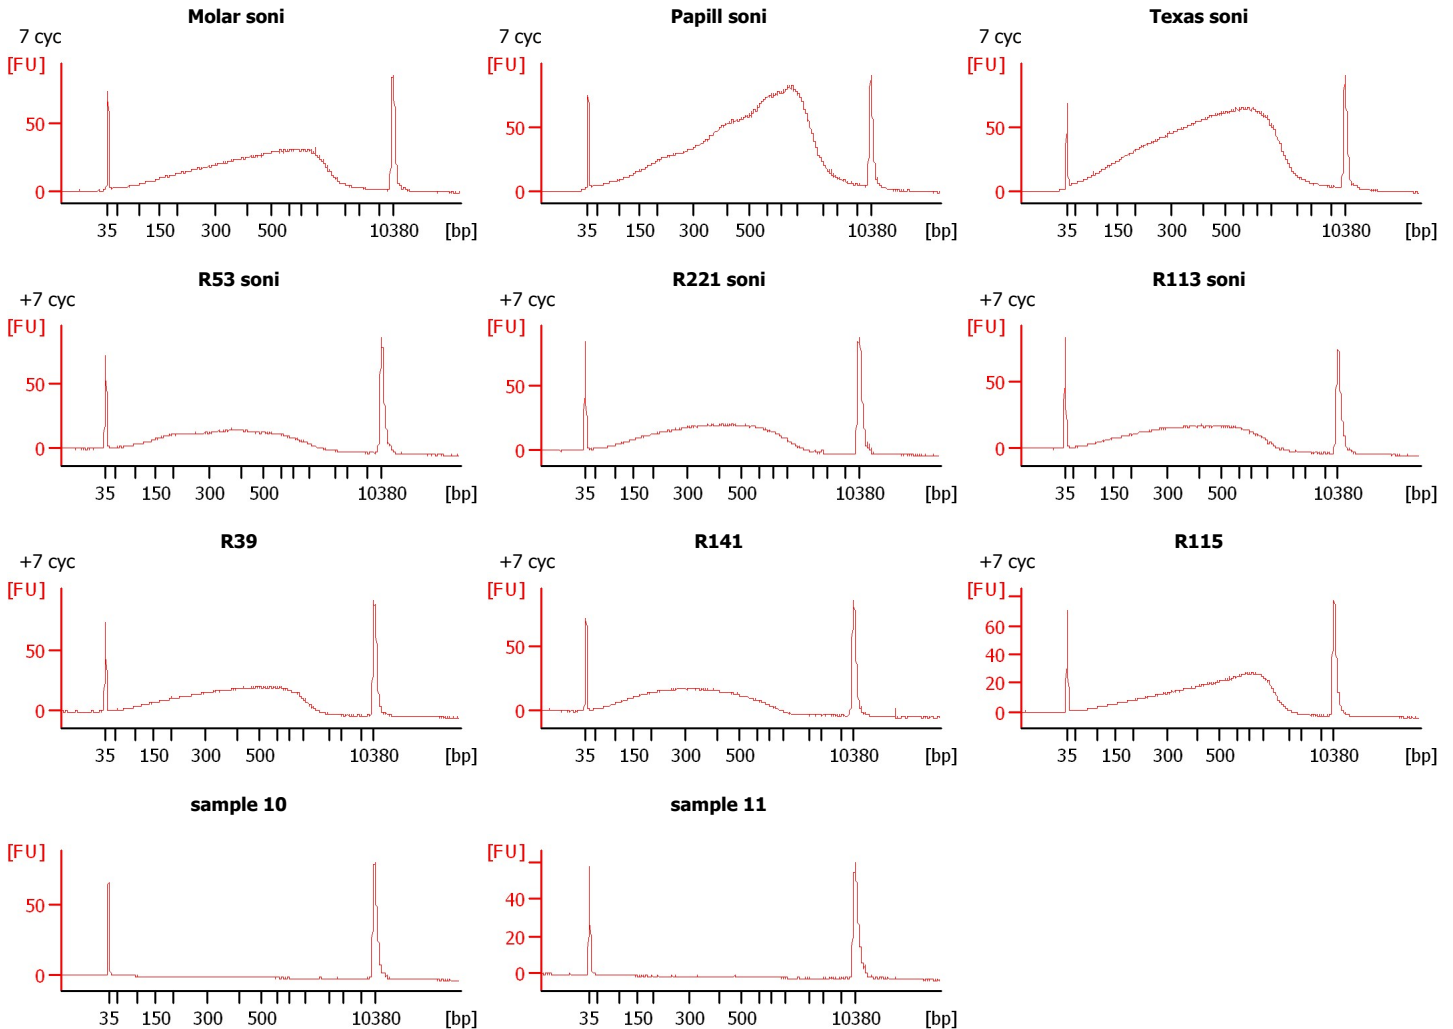 Molar soni
7 cyc
[FU]
50
0
35 150 300 500 10380 [bp]
Papill soni
7 cyc
[FU]
50
0
35 150 300 500 10380 [bp]
Texas soni
7 cyc
[FU]
50
0
35 150 300 500 10380 [bp]
R53 soni
+7 cyc
[FU]
50
0
35 150 300 500 10380 [bp]
R221 soni
+7 cyc
[FU]
50
0
35 150 300 500 10380 [bp]
R113 soni
+7 cyc
[FU]
50
0
35 150 300 500 10380 [bp]
R39
+7 cyc
[FU]
50
0
35 150 300 500 10380 [bp]
R141
+7 cyc
[FU]
50
0
35 150 300 500 10380 [bp]
R115
+7 cyc
[FU]
60
40
20
0
35 150 300 500 10380 [bp]
sample 10
[FU]
50
0
35 150 300 500 10380 [bp]
sample 11
[FU]
40
20
0
35 150 300 500 10380 [bp]